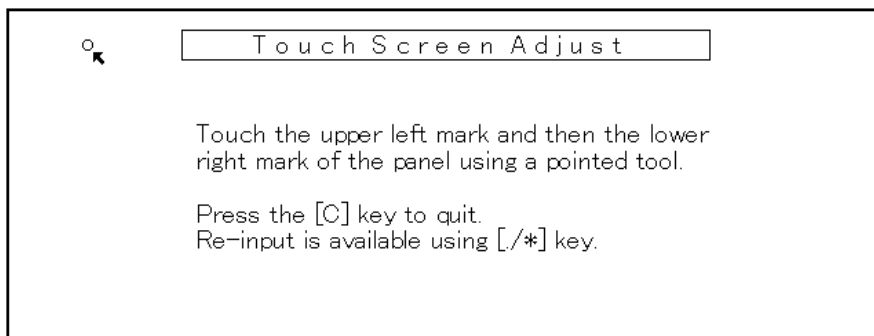 Touch Screen Adjust
Touch the upper left mark and then the lower
right mark of the panel using a pointed tool.
Press the [C] key to quit.
Re-input is available using [./*] key.